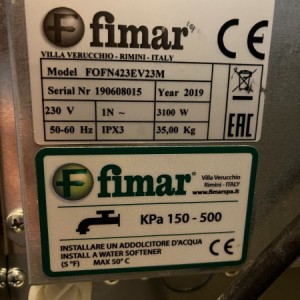 fimar®
CE
VILLA VERUCCHIO - RIMINI - ITALY
Model FOFN423EV23M
Serial Nr 190608015 Year 2019
230 V 1N ~ 3100 W
50-60 Hz IPX3 35,00 Kg
EAC
fimar®
Villa Verucchio
Rimini - ITALY
www.fimarspa.it
KPa 150 - 500
INSTALLARE UN ADDOLCITORE D'ACQUA
INSTALL A WATER SOFTENER
(5 °F) MAX 50° C
CE